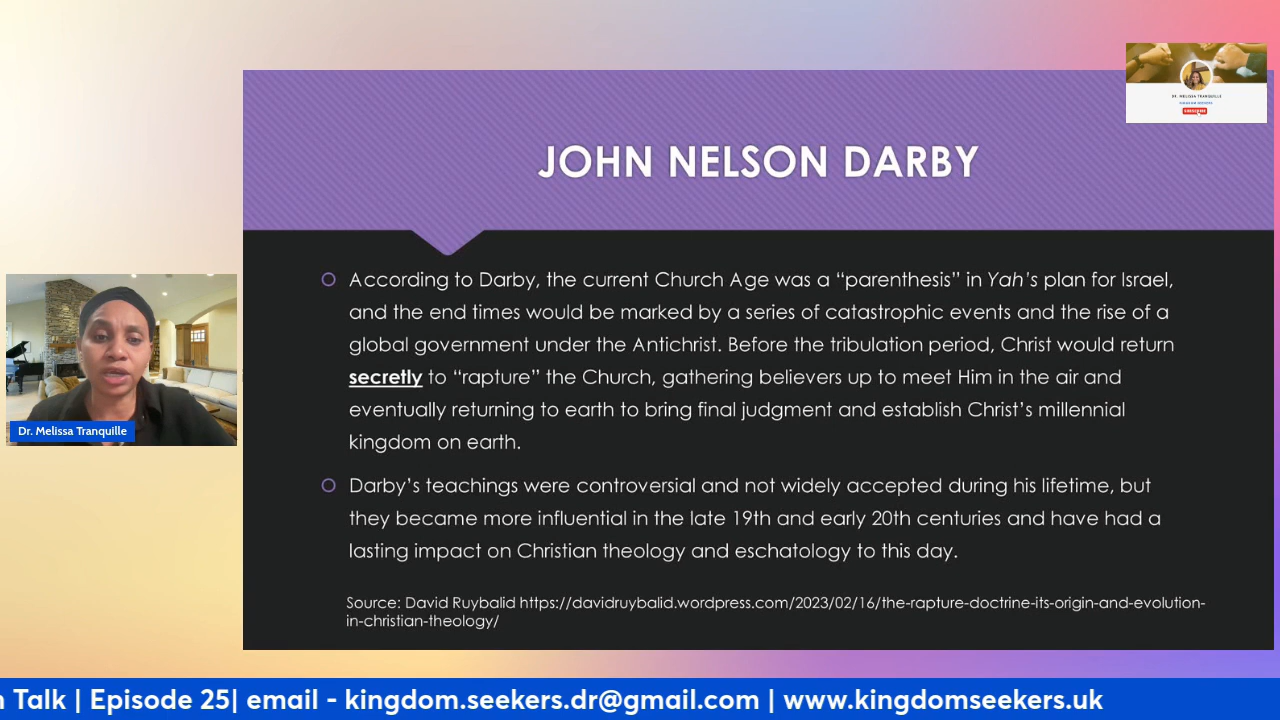 DR. MELISSA TRANQUILLE
KINGDOM SEEKERS
SUBSCRIBE
JOHN NELSON DARBY
According to Darby, the current Church Age was a “parenthesis” in Yah’s plan for Israel,
and the end times would be marked by a series of catastrophic events and the rise of a
global government under the Antichrist. Before the tribulation period, Christ would return
secretly to “rapture” the Church, gathering believers up to meet Him in the air and
eventually returning to earth to bring final judgment and establish Christ’s millennial
kingdom on earth.
Darby’s teachings were controversial and not widely accepted during his lifetime, but
they became more influential in the late 19th and early 20th centuries and have had a
lasting impact on Christian theology and eschatology to this day.
Source: David Ruybalid https://davidruybalid.wordpress.com/2023/02/16/the-rapture-doctrine-its-origin-and-evolution-
in-christian-theology/
Dr. Melissa Tranquille
Talk | Episode 25| email - kingdom.seekers.dr@gmail.com | www.kingdomseekers.uk